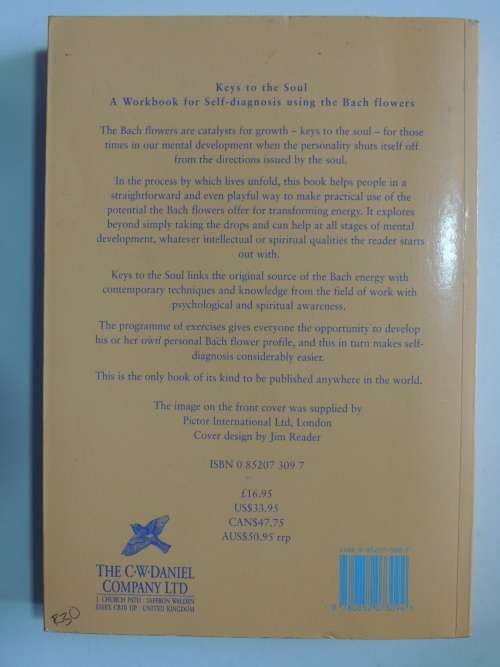 Keys to the Soul
A Workbook for Self-diagnosis using the Bach flowers
The Bach flowers are catalysts for growth – keys to the soul – for those
times in our mental development when the personality shuts itself off
from the directions issued by the soul.
In the process by which lives unfold, this book helps people in a
straightforward and even playful way to make practical use of the
potential the Bach flowers offer for transforming energy. It explores
beyond simply taking the drops and can help at all stages of mental
development, whatever intellectual or spiritual qualities the reader starts
out with.
Keys to the Soul links the original source of the Bach energy with
contemporary techniques and knowledge from the field of work with
psychological and spiritual awareness.
The programme of exercises gives everyone the opportunity to develop
his or her own personal Bach flower profile, and this in turn makes self-
diagnosis considerably easier.
This is the only book of its kind to be published anywhere in the world.
The image on the front cover was supplied by
Pictor International Ltd, London
Cover design by Jim Reader
ISBN 0 85207 309 7
£16.95
US$33.95
CAN$47.75
AUS$50.95 rrp
THE C·W·DANIEL
COMPANY LTD
1 CHURCH PATH · SAFFRON WALDEN
ESSEX CB10 1JP · UNITED KINGDOM